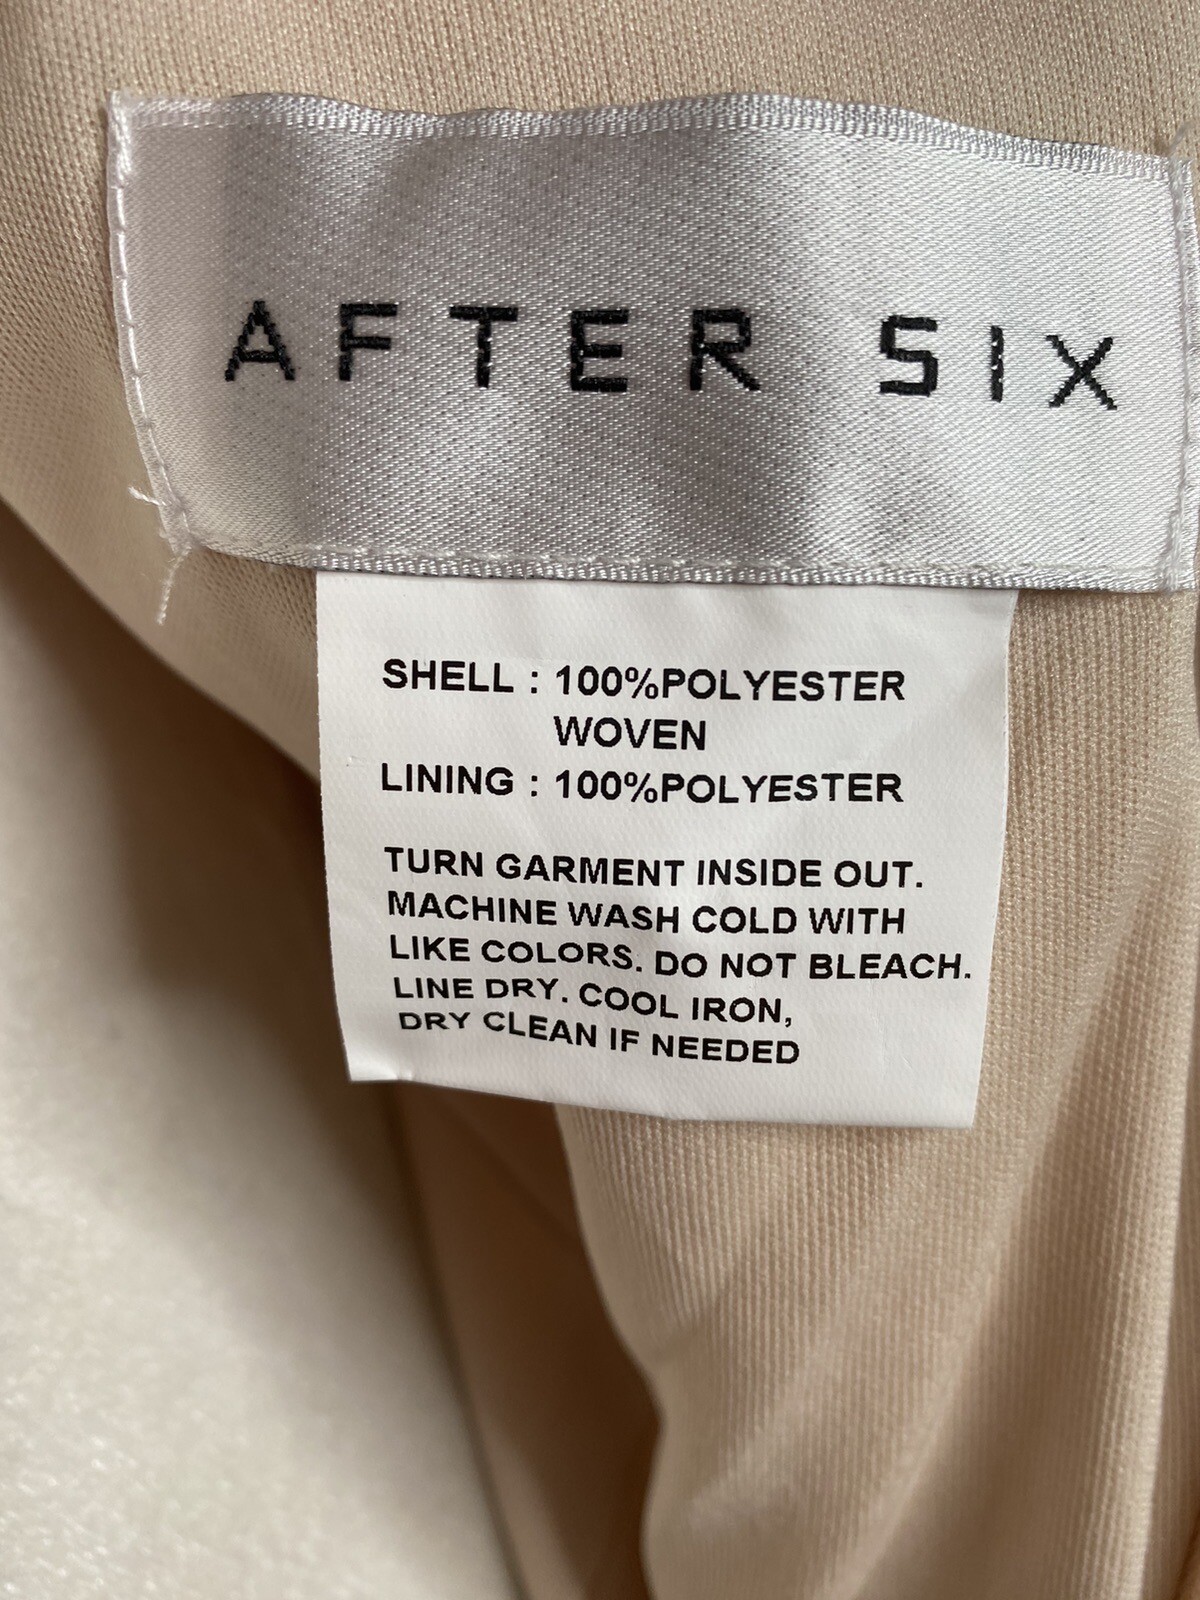 AFTER SIX
SHELL : 100%POLYESTER
WOVEN
LINING : 100%POLYESTER
TURN GARMENT INSIDE OUT.
MACHINE WASH COLD WITH
LIKE COLORS. DO NOT BLEACH.
LINE DRY. COOL IRON,
DRY CLEAN IF NEEDED